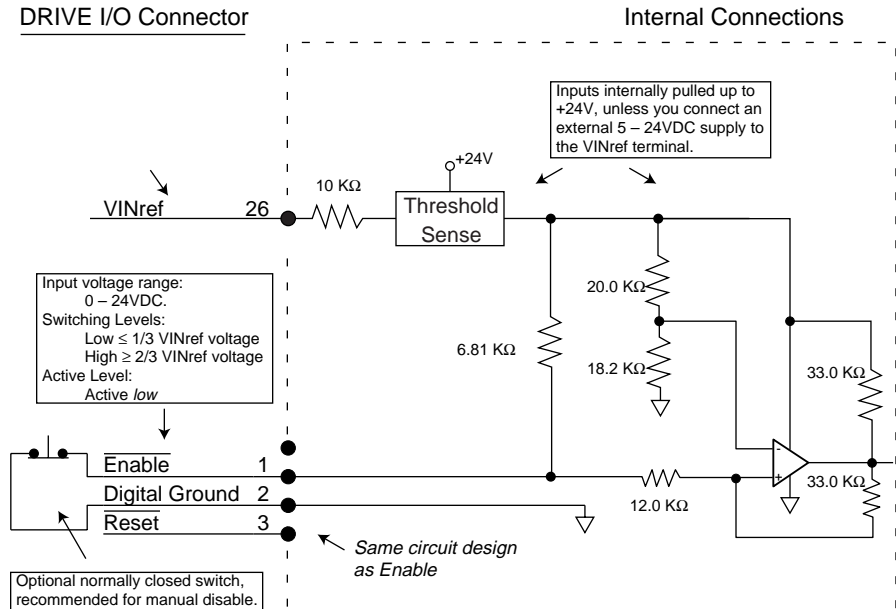 DRIVE I/O Connector
Internal Connections
Inputs internally pulled up to
+24V, unless you connect an
external 5 – 24VDC supply to
the VINref terminal.
+24V
10 KΩ
VINref 26
Threshold
Sense
Input voltage range:
0 – 24VDC.
Switching Levels:
Low ≤ 1/3 VINref voltage
High ≥ 2/3 VINref voltage
Active Level:
Active low
20.0 KΩ
6.81 KΩ
18.2 KΩ
33.0 KΩ
Enable 1
-
+
33.0 KΩ
Digital Ground 2
12.0 KΩ
Reset 3
Same circuit design
as Enable
Optional normally closed switch,
recommended for manual disable.